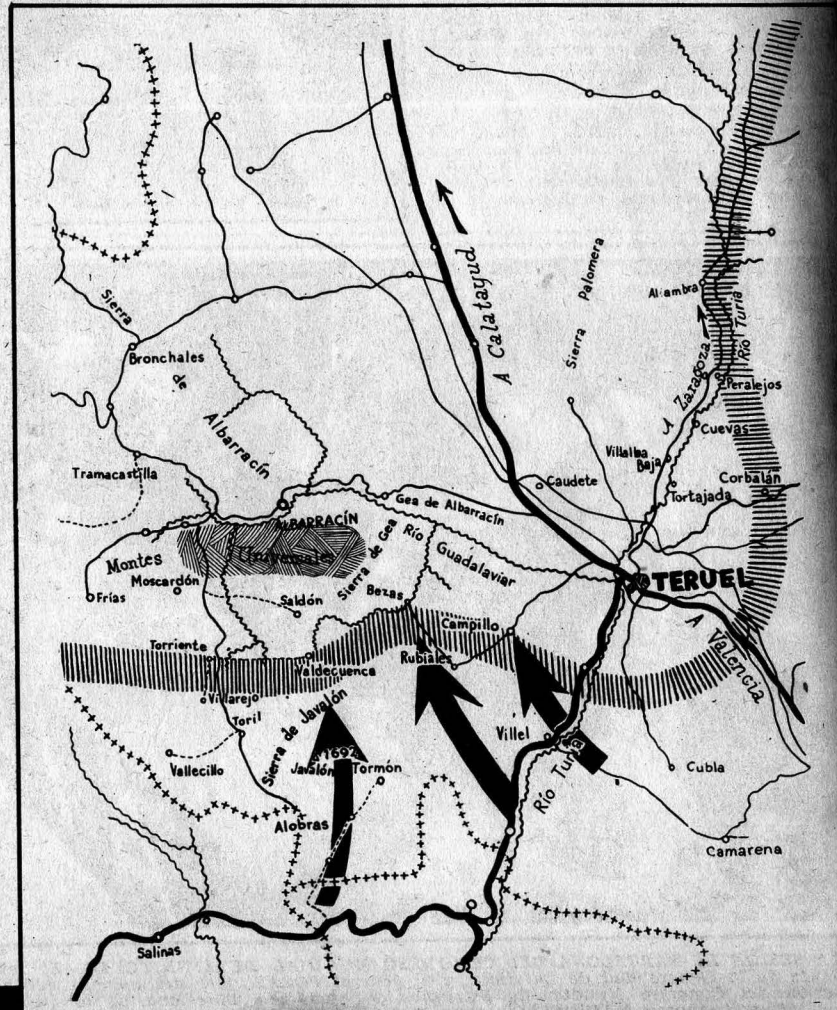 Sierra
Palomera
A Calatayud
Alambra
Río Turia
A Zaragoza
Peralejos
Sierra
Bronchales
de
Albarracín
Cuevas
Villalba
Baja
Tramacastilla
Caudete
Corbalán
Tortajada
Gea de Albarracín
ALBARRACÍN
Río
Guadalaviar
Montes
Universales
Sierra de Gea
Moscardón
TERUEL
Frías
Saldón
Bezas
Campillo
A Valencia
Torriente
Rubiales
Valdecuenca
Villarejo
Toril
Sierra de Javalón
Villel
Vallecillo
1692
Javalón
Tormón
Río Turia
Cubla
Alobras
Camarena
Salinas